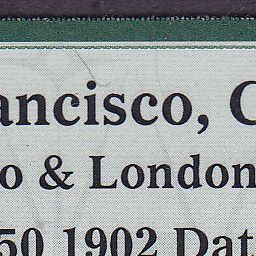 ancisco, C
o & London
50 1902 Dat